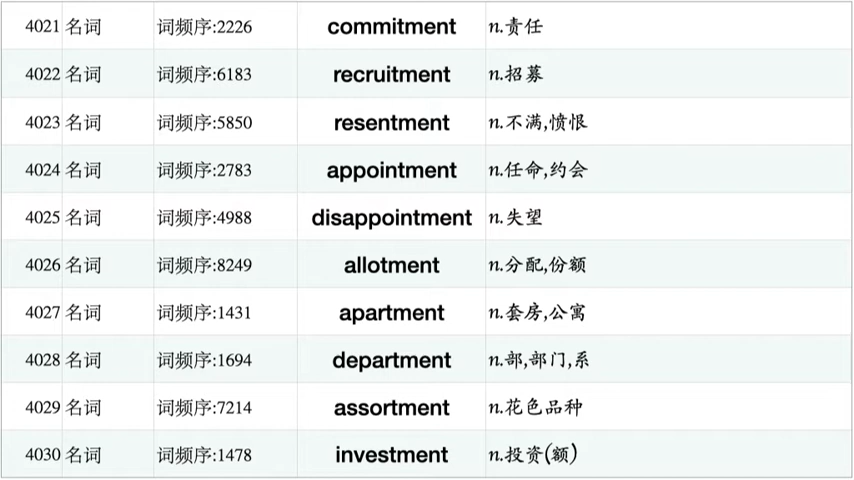 4021 名词 词频序:2226 commitment n.责任
4022 名词 词频序:6183 recruitment n.招募
4023 名词 词频序:5850 resentment n.不满,愤恨
4024 名词 词频序:2783 appointment n.任命,约会
4025 名词 词频序:4988 disappointment n.失望
4026 名词 词频序:8249 allotment n.分配,份额
4027 名词 词频序:1431 apartment n.套房,公寓
4028 名词 词频序:1694 department n.部,部门,系
4029 名词 词频序:7214 assortment n.花色品种
4030 名词 词频序:1478 investment n.投资(额)